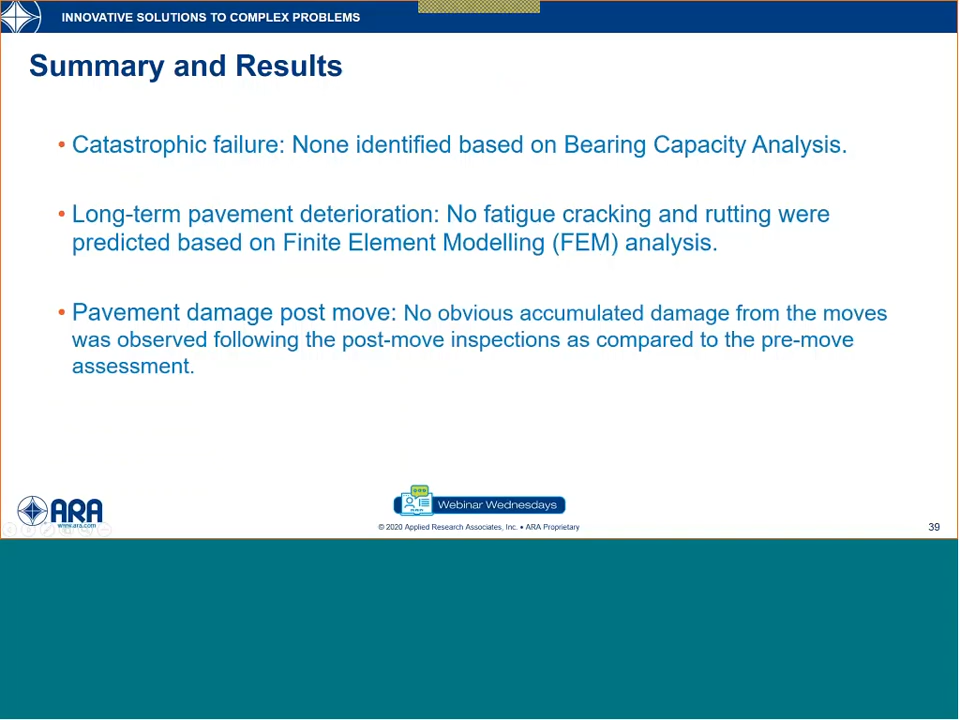 INNOVATIVE SOLUTIONS TO COMPLEX PROBLEMS
Summary and Results
• Catastrophic failure: None identified based on Bearing Capacity Analysis.
• Long-term pavement deterioration: No fatigue cracking and rutting were
predicted based on Finite Element Modelling (FEM) analysis.
• Pavement damage post move: No obvious accumulated damage from the moves
was observed following the post-move inspections as compared to the pre-move
assessment.
ARA
www.ara.com
Webinar Wednesdays
© 2020 Applied Research Associates, Inc. • ARA Proprietary
39